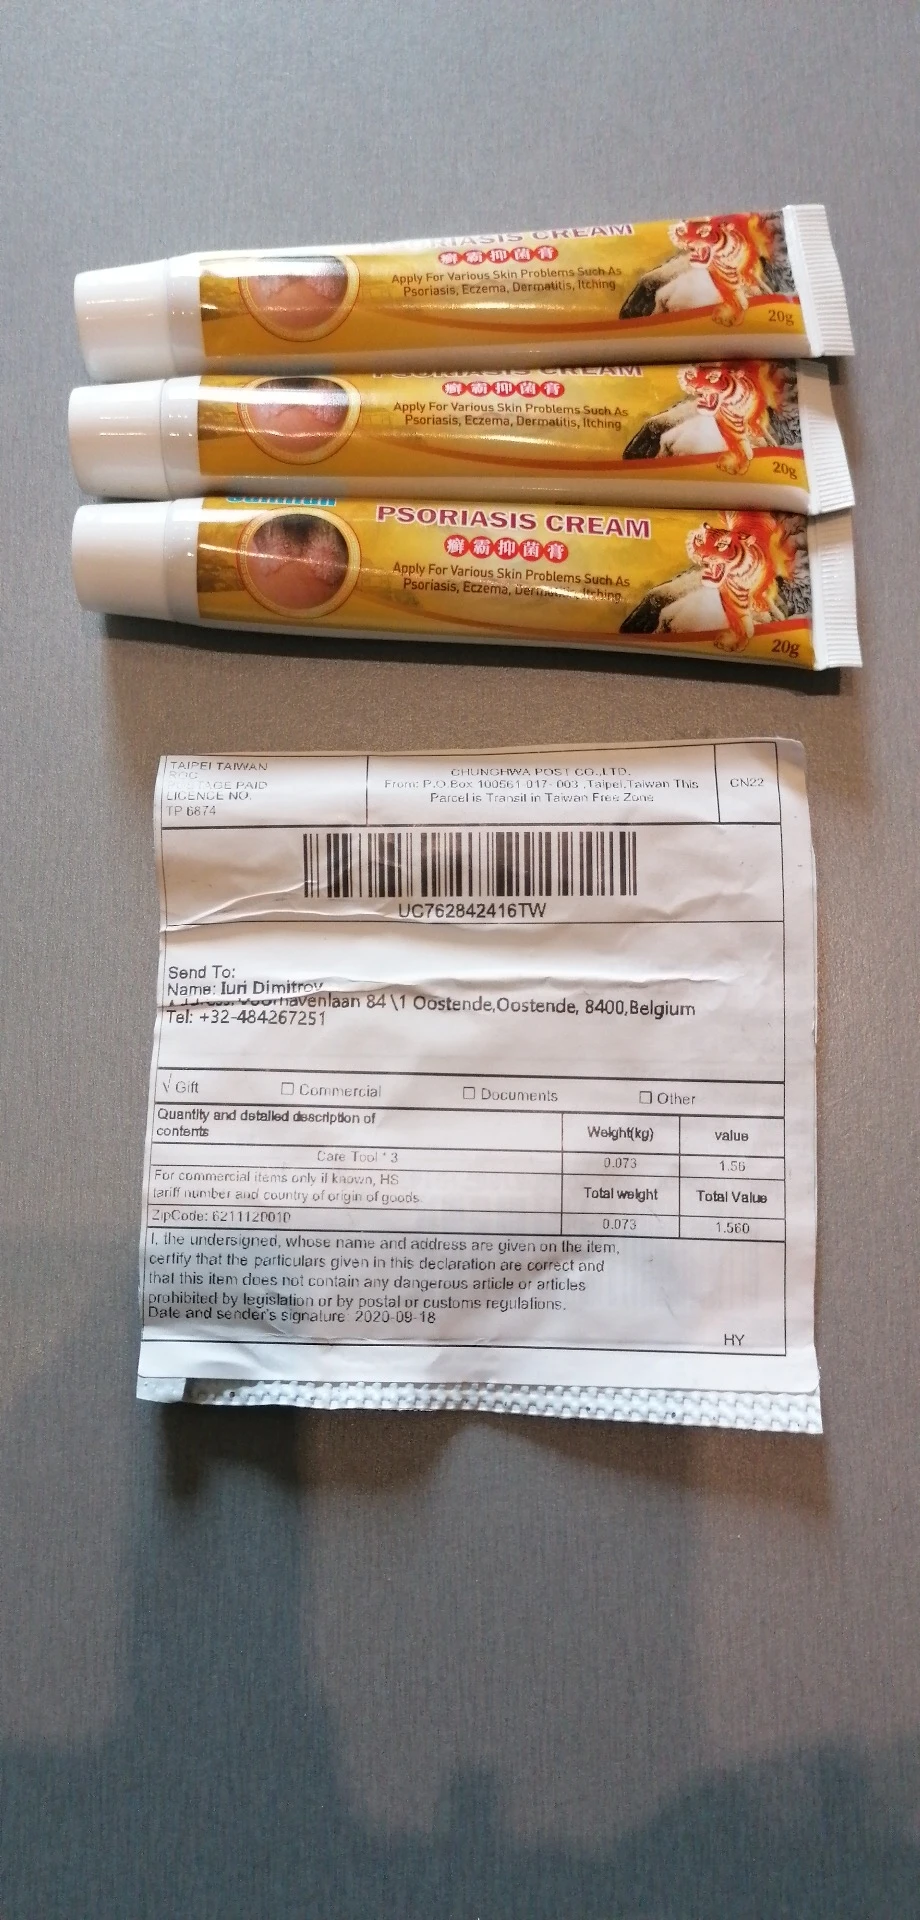 PSORIASIS CREAM
癣霸抑菌膏
Apply For Various Skin Problems Such As
Psoriasis, Eczema, Dermatitis, Itching
20g
PSORIASIS CREAM
癣霸抑菌膏
Apply For Various Skin Problems Such As
Psoriasis, Eczema, Dermatitis, Itching
20g
PSORIASIS CREAM
癣霸抑菌膏
Apply For Various Skin Problems Such As
Psoriasis, Eczema, Dermatitis, Itching
20g
TAIPEI TAIWAN
ROC
POSTAGE PAID
LICENCE NO.
TP 6874
CHUNGHWA POST CO.,LTD.
From: P.O.Box 100561-017-003 ,Taipei,Taiwan This
Parcel is Transit in Taiwan Free Zone
CN22
UC762842416TW
Send To:
Name: Iuri Dimitrov
84\1 Oostende,Oostende, 8400,Belgium
Tel: +32-484267251
√ Gift
☐ Commercial
☐ Documents
☐ Other
Quantity and detailed description of
contents
Weight(kg)
value
Care Tool * 3
0.073
1.56
For commercial items only if known, HS
tariff number and country of origin of goods.
Total weight
Total Value
ZipCode: 6211120010
0.073
1.560
I, the undersigned, whose name and address are given on the item,
certify that the particulars given in this declaration are correct and
that this item does not contain any dangerous article or articles
prohibited by legislation or by postal or customs regulations.
Date and sender's signature: 2020-09-18
HY